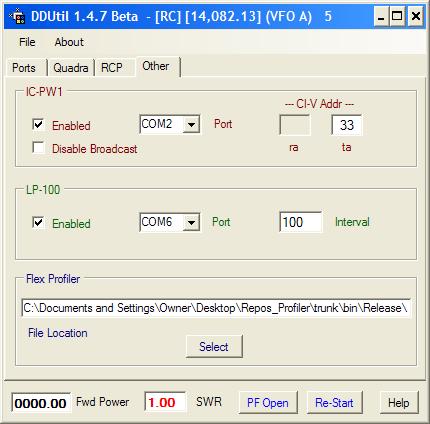 DDUtil 1.4.7 Beta - [RC] [14,082.13] (VFO A) 5
File About
Ports Quadra RCP Other
IC-PW1
--- CI-V Addr ---
Enabled COM2 Port 33
Disable Broadcast ra ta
LP-100
Enabled COM6 Port 100 Interval
Flex Profiler
C:\Documents and Settings\Owner\Desktop\Repos_Profiler\trunk\bin\Release\
File Location
Select
0000.00 Fwd Power 1.00 SWR PF Open Re-Start Help